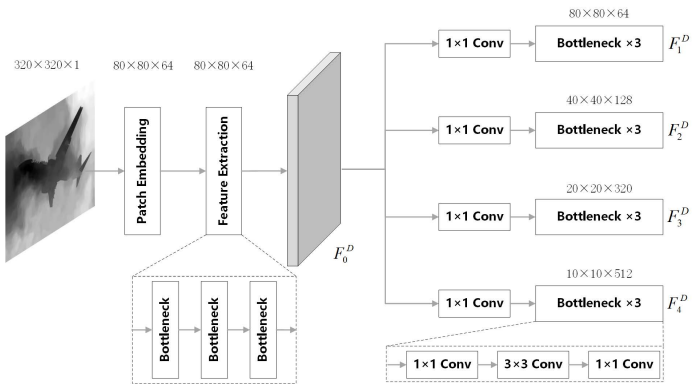 320×320×1
80×80×64
80×80×64
Patch Embedding
Feature Extraction
F₀ᴰ
Bottleneck
Bottleneck
Bottleneck
80×80×64
1×1 Conv
Bottleneck ×3
F₁ᴰ
40×40×128
1×1 Conv
Bottleneck ×3
F₂ᴰ
20×20×320
1×1 Conv
Bottleneck ×3
F₃ᴰ
10×10×512
1×1 Conv
Bottleneck ×3
F₄ᴰ
1×1 Conv
3×3 Conv
1×1 Conv